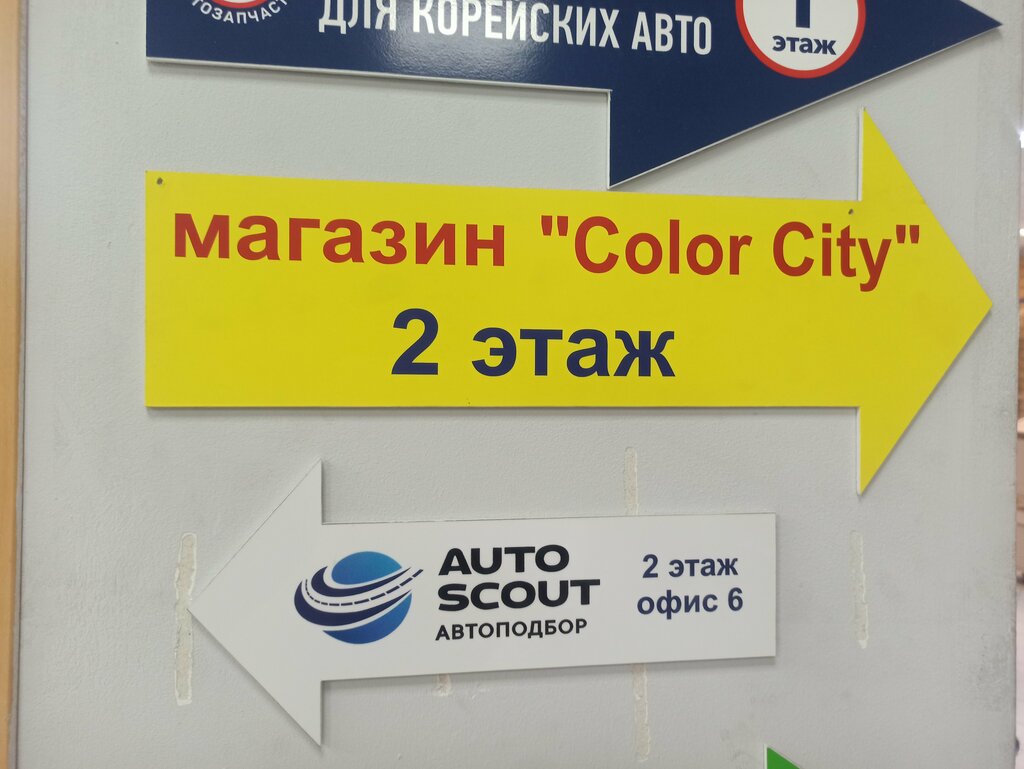 ДЛЯ КОРЕЙСКИХ АВТО
этаж
магазин "Color City"
2 этаж
AUTO
SCOUT
АВТОПОДБОР
2 этаж
офис 6